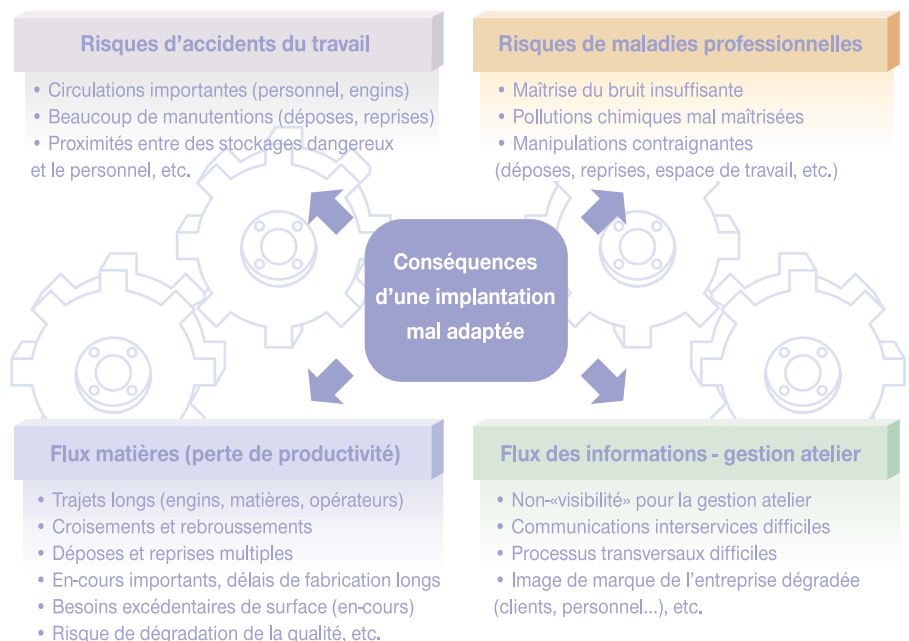 Risques d'accidents du travail
• Circulations importantes (personnel, engins)
• Beaucoup de manutentions (déposes, reprises)
• Proximités entre des stockages dangereux
et le personnel, etc.
Risques de maladies professionnelles
• Maîtrise du bruit insuffisante
• Pollutions chimiques mal maîtrisées
• Manipulations contraignantes
(déposes, reprises, espace de travail, etc.)
Conséquences
d'une implantation
mal adaptée
Flux matières (perte de productivité)
• Trajets longs (engins, matières, opérateurs)
• Croisements et rebroussements
• Déposes et reprises multiples
• En-cours importants, délais de fabrication longs
• Besoins excédentaires de surface (en-cours)
• Risque de dégradation de la qualité, etc.
Flux des informations - gestion atelier
• Non-«visibilité» pour la gestion atelier
• Communications interservices difficiles
• Processus transversaux difficiles
• Image de marque de l'entreprise dégradée
(clients, personnel...), etc.